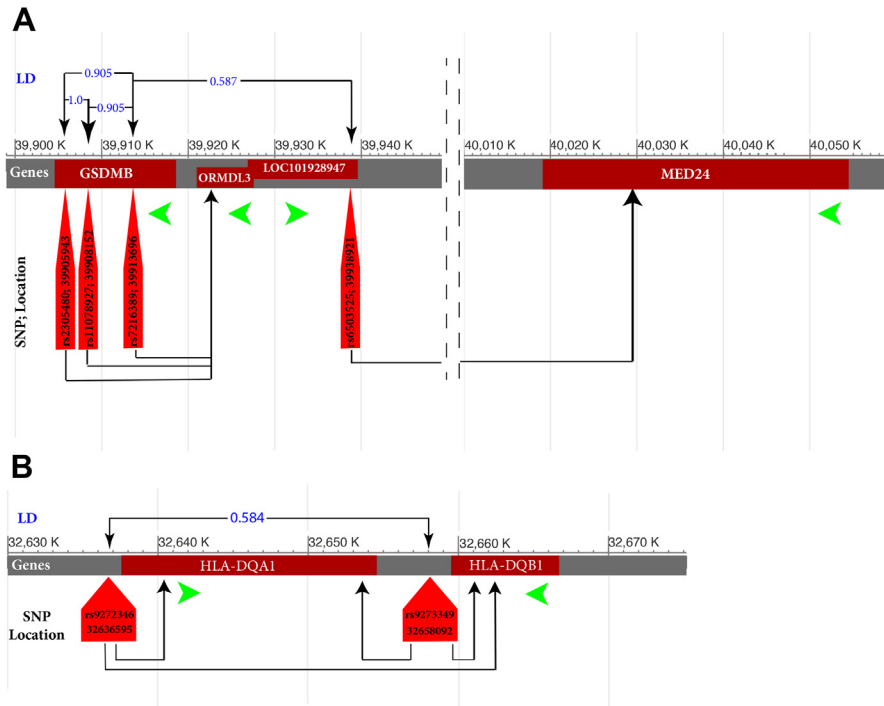 A
LD
0.905
0.587
1.0
0.905
39,900 K
39,910 K
39,920 K
39,930 K
39,940 K
40,010 K
40,020 K
40,030 K
40,040 K
40,050 K
Genes
GSDMB
ORMDL3
LOC101928947
MED24
SNP; Location
rs2305480; 39905943
rs11078927; 39908152
rs7216389; 39913696
rs6503525; 39938921
B
LD
0.584
32,630 K
32,640 K
32,650 K
32,660 K
32,670 K
Genes
HLA-DQA1
HLA-DQB1
SNP
Location
rs9272346
32636595
rs9273349
32658092